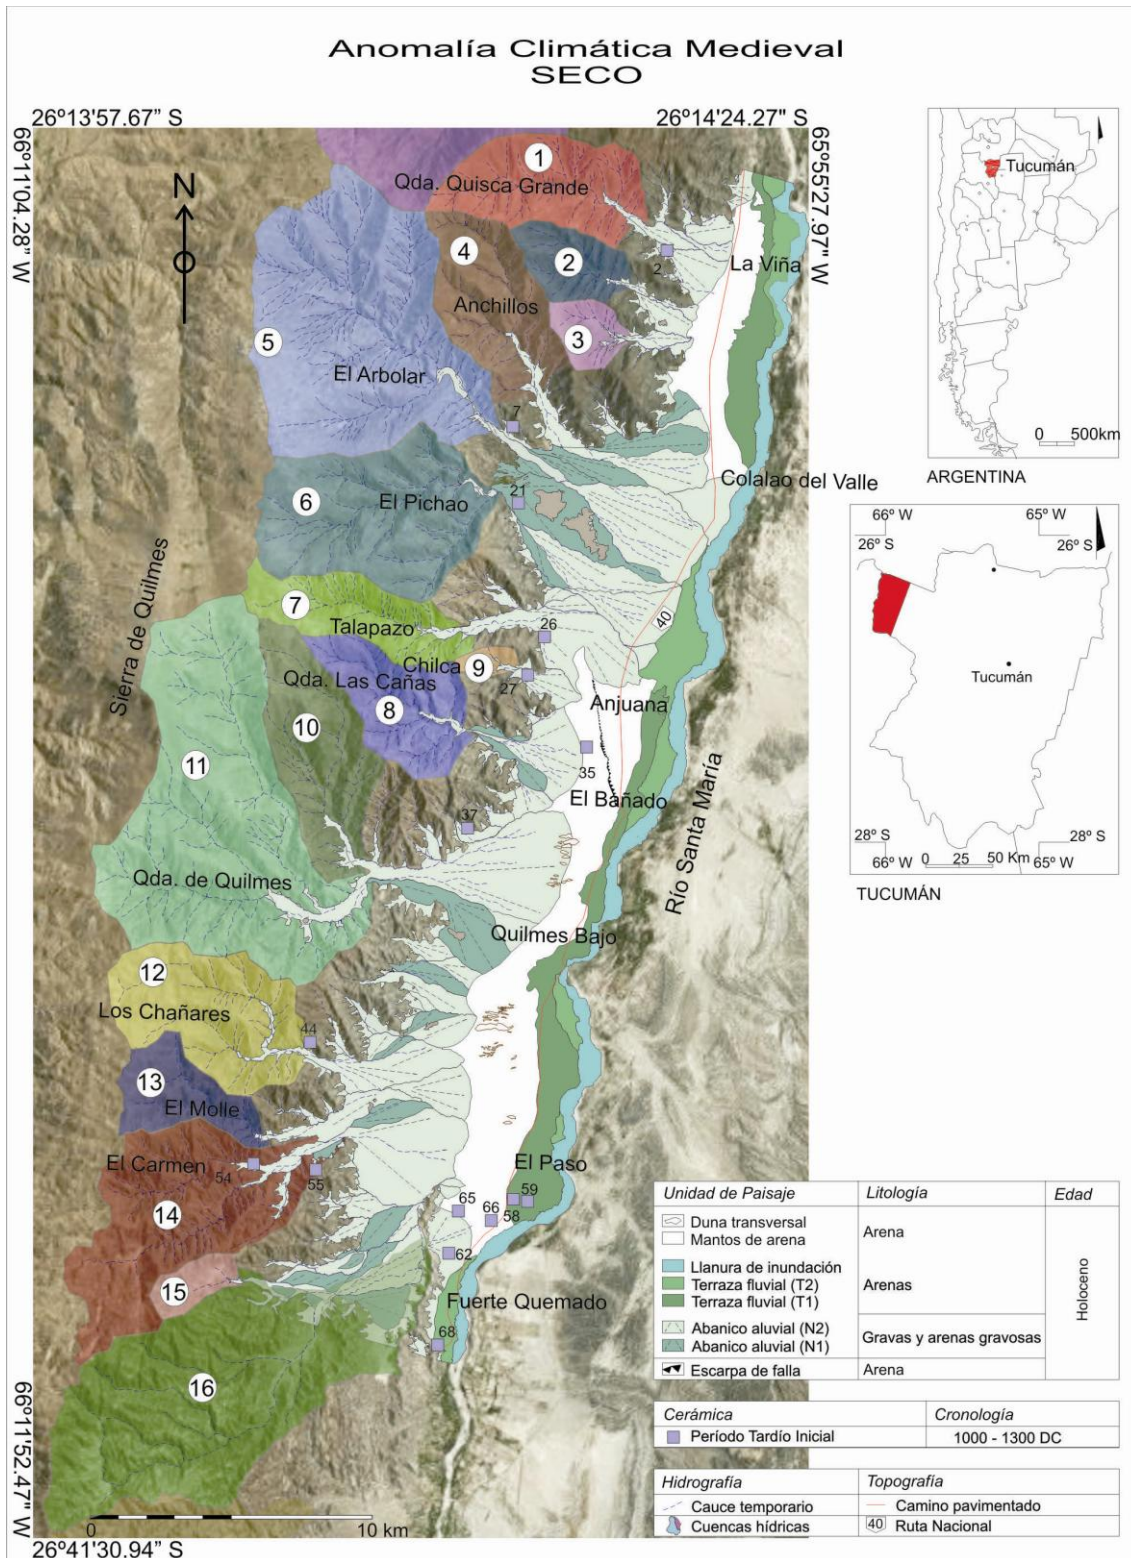 Anomalía Climática Medieval
SECO
26º13'57.67” S
26º14'24.27” S
66º11'04.28” W
65º55'27.97” W
N
1
Qda. Quisca Grande
2
2
La Viña
4
Anchillos
3
5
El Arbolar
7
Colalao del Valle
6
El Pichao
21
Sierra de Quilmes
7
Talapazo
26
40
Chilca
9
27
Qda. Las Cañas
8
Anjuana
10
35
11
El Bañado
37
Río Santa María
Qda. de Quilmes
Quilmes Bajo
12
Los Chañares
44
13
El Molle
El Carmen
54
55
El Paso
14
65
66
58
59
62
15
Fuerte Quemado
68
16
66º11'52.47" W
0
10 km
26º41'30.94” S
Tucumán
0 500km
ARGENTINA
66º W
65º W
26º S
26º S
Tucumán
28º S
28º S
66º W
0 25 50 Km
65º W
TUCUMÁN
Unidad de Paisaje Litología Edad
Duna transversal
Mantos de arena
Arena
Llanura de inundación
Terraza fluvial (T2)
Terraza fluvial (T1)
Arenas
Holoceno
Abanico aluvial (N2)
Abanico aluvial (N1)
Gravas y arenas gravosas
Escarpa de falla Arena
Cerámica Cronología
Período Tardío Inicial 1000 - 1300 DC
Hidrografía Topografía
Cauce temporario Camino pavimentado
Cuencas hídricas 40 Ruta Nacional